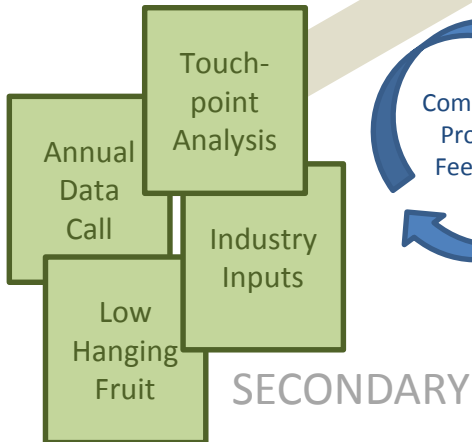 Touch-
point
Analysis
Annual
Data
Call
Industry
Inputs
Low
Hanging
Fruit
SECONDARY